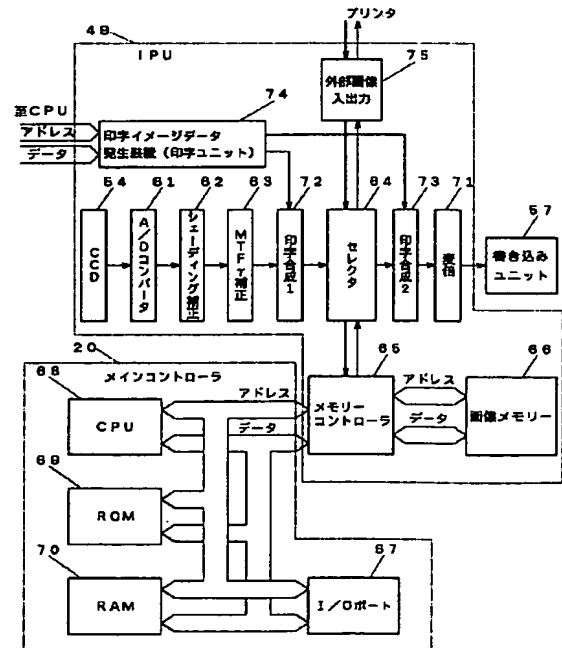 プリンタ
49
IPU
75
外部画像
入出力
74
至CPU
アドレス
データ
印字イメージデータ
発生装置(印字ユニット)
54
61
62
63
72
64
73
71
57
CCD
A/Dコンバータ
シェーディング補正
MTFγ補正
印字合成1
セレクタ
印字合成2
変倍
書き込み
ユニット
20
メインコントローラ
65
66
68
CPU
アドレス
データ
メモリー
コントローラ
アドレス
データ
画像メモリー
69
ROM
70
RAM
67
I/Oポート